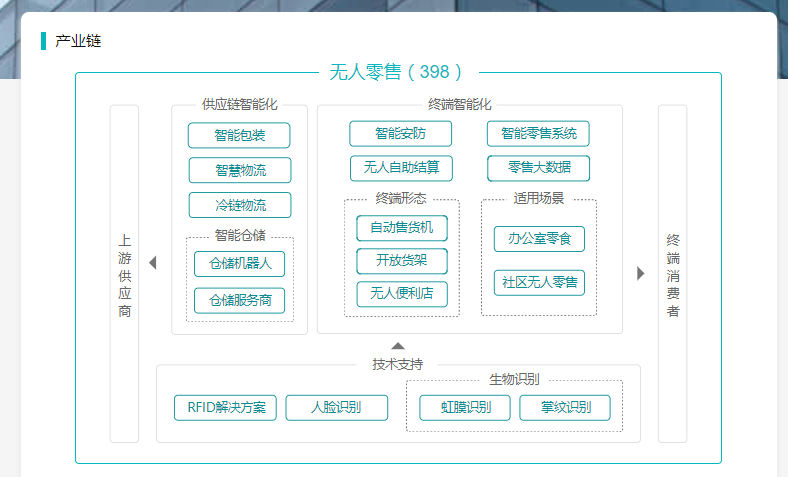 产业链
无人零售（398）
供应链智能化
智能包装
智慧物流
冷链物流
智能仓储
仓储机器人
仓储服务商
终端智能化
智能安防
智能零售系统
无人自助结算
零售大数据
终端形态
自动售货机
开放货架
无人便利店
适用场景
办公室零食
社区无人零售
上游供应商
终端消费者
技术支持
RFID解决方案
人脸识别
生物识别
虹膜识别
掌纹识别